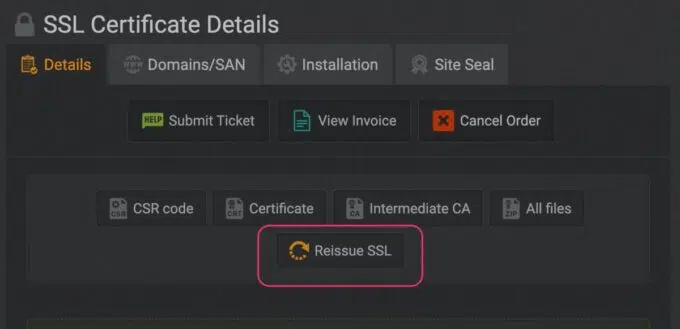 SSL Certificate Details
Details Domains/SAN Installation Site Seal
HELP Submit Ticket View Invoice Cancel Order
CSR CSR code CRT Certificate CA Intermediate CA ZIP All files
Reissue SSL